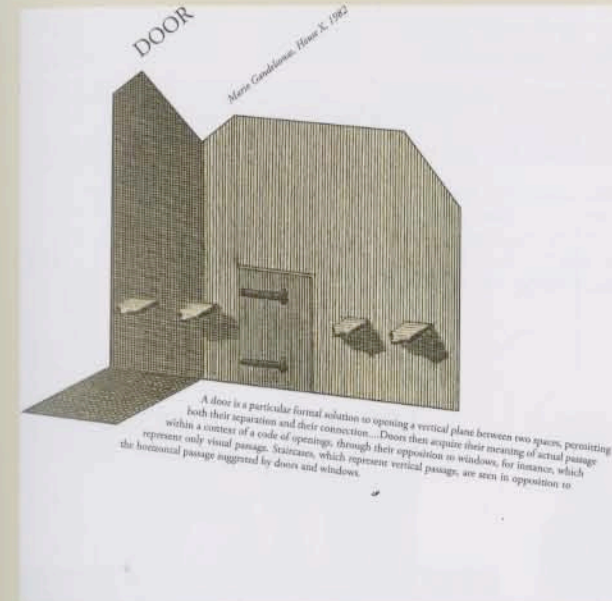 DOOR
Mario Gandelsonas, House X, 1982
A door is a particular formal solution to opening a vertical plane between two spaces, permitting
both their separation and their connection....Doors then acquire their meaning of actual passage
within a context of a code of openings, through their opposition to windows, for instance, which
represent only visual passage. Staircases, which represent vertical passage, are seen in opposition to
the horizontal passage suggested by doors and windows.